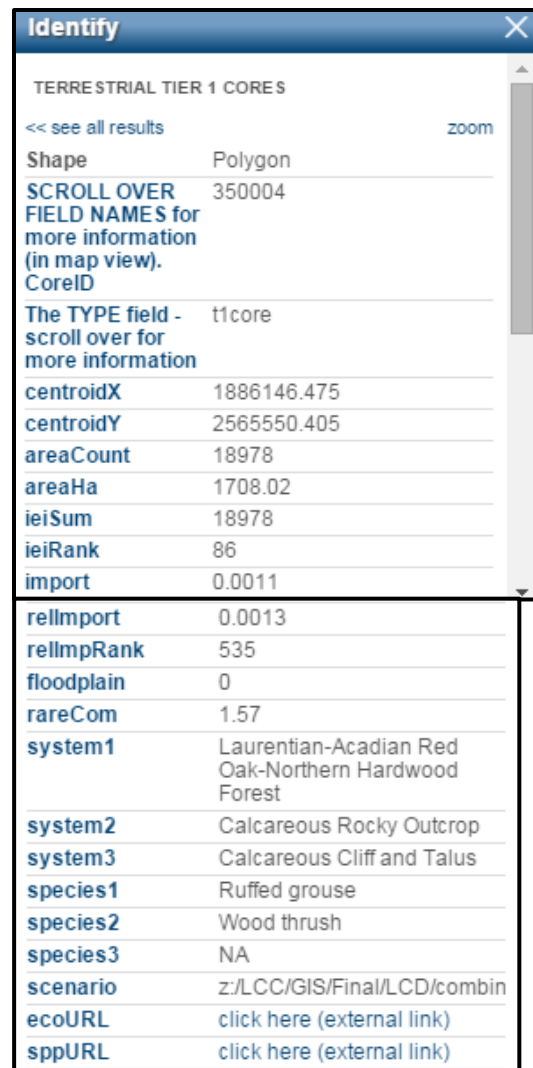 Identify
TERRESTRIAL TIER 1 CORES
<< see all results zoom
Shape Polygon
SCROLL OVER 350004
FIELD NAMES for
more information
(in map view).
CoreID
The TYPE field - t1core
scroll over for
more information
centroidX 1886146.475
centroidY 2565550.405
areaCount 18978
areaHa 1708.02
ieiSum 18978
ieiRank 86
import 0.0011
relImport 0.0013
relImpRank 535
floodplain 0
rareCom 1.57
system1 Laurentian-Acadian Red
Oak-Northern Hardwood
Forest
system2 Calcareous Rocky Outcrop
system3 Calcareous Cliff and Talus
species1 Ruffed grouse
species2 Wood thrush
species3 NA
scenario z:/LCC/GIS/Final/LCD/combin
ecoURL click here (external link)
sppURL click here (external link)